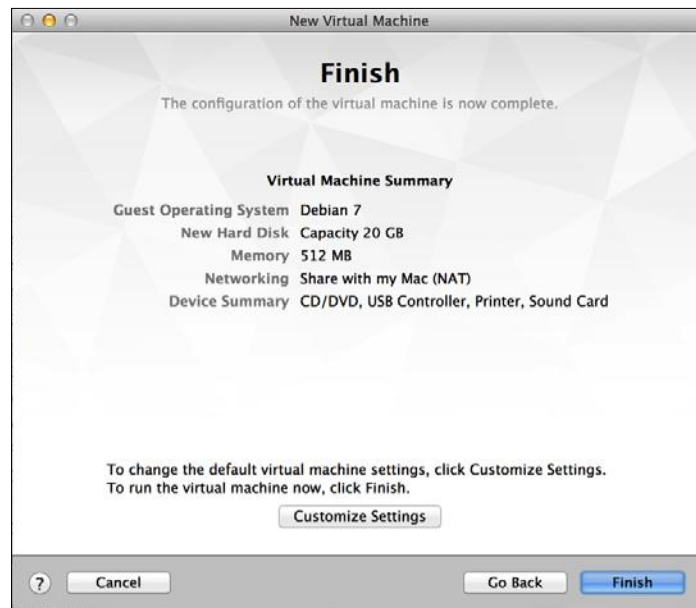 New Virtual Machine
Finish
The configuration of the virtual machine is now complete.
Virtual Machine Summary
Guest Operating System Debian 7
New Hard Disk Capacity 20 GB
Memory 512 MB
Networking Share with my Mac (NAT)
Device Summary CD/DVD, USB Controller, Printer, Sound Card
To change the default virtual machine settings, click Customize Settings.
To run the virtual machine now, click Finish.
Customize Settings
? Cancel Go Back Finish